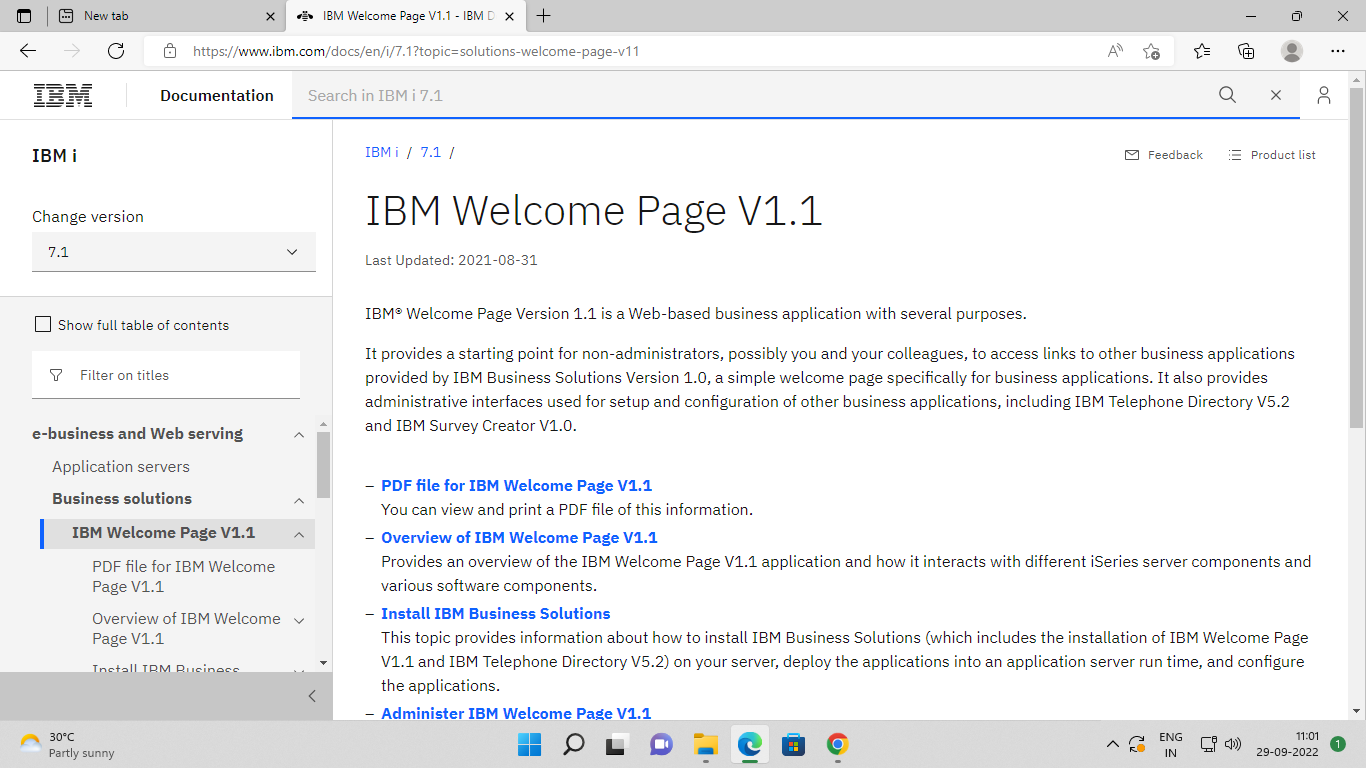 New tab
IBM Welcome Page V1.1 - IBM D
https://www.ibm.com/docs/en/i/7.1?topic=solutions-welcome-page-v11
IBM
Documentation
Search in IBM i 7.1
IBM i
Change version
7.1
Show full table of contents
Filter on titles
e-business and Web serving
Application servers
Business solutions
IBM Welcome Page V1.1
PDF file for IBM Welcome
Page V1.1
Overview of IBM Welcome
Page V1.1
Install IBM Business
IBM i / 7.1 /
Feedback
Product list
IBM Welcome Page V1.1
Last Updated: 2021-08-31
IBM® Welcome Page Version 1.1 is a Web-based business application with several purposes.
It provides a starting point for non-administrators, possibly you and your colleagues, to access links to other business applications
provided by IBM Business Solutions Version 1.0, a simple welcome page specifically for business applications. It also provides
administrative interfaces used for setup and configuration of other business applications, including IBM Telephone Directory V5.2
and IBM Survey Creator V1.0.
– PDF file for IBM Welcome Page V1.1
You can view and print a PDF file of this information.
– Overview of IBM Welcome Page V1.1
Provides an overview of the IBM Welcome Page V1.1 application and how it interacts with different iSeries server components and
various software components.
– Install IBM Business Solutions
This topic provides information about how to install IBM Business Solutions (which includes the installation of IBM Welcome Page
V1.1 and IBM Telephone Directory V5.2) on your server, deploy the applications into an application server run time, and configure
the applications.
– Administer IBM Welcome Page V1.1
30°C
Partly sunny
ENG
IN
11:01
29-09-2022
1